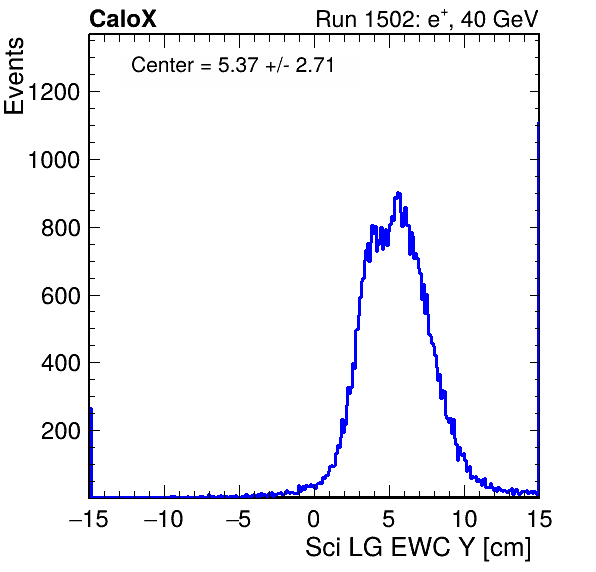 CaloX Run 1502: e⁺, 40 GeV
Center = 5.37 +/- 2.71
Events
1200
1000
800
600
400
200
−15 −10 −5 0 5 10 15
Sci LG EWC Y [cm]